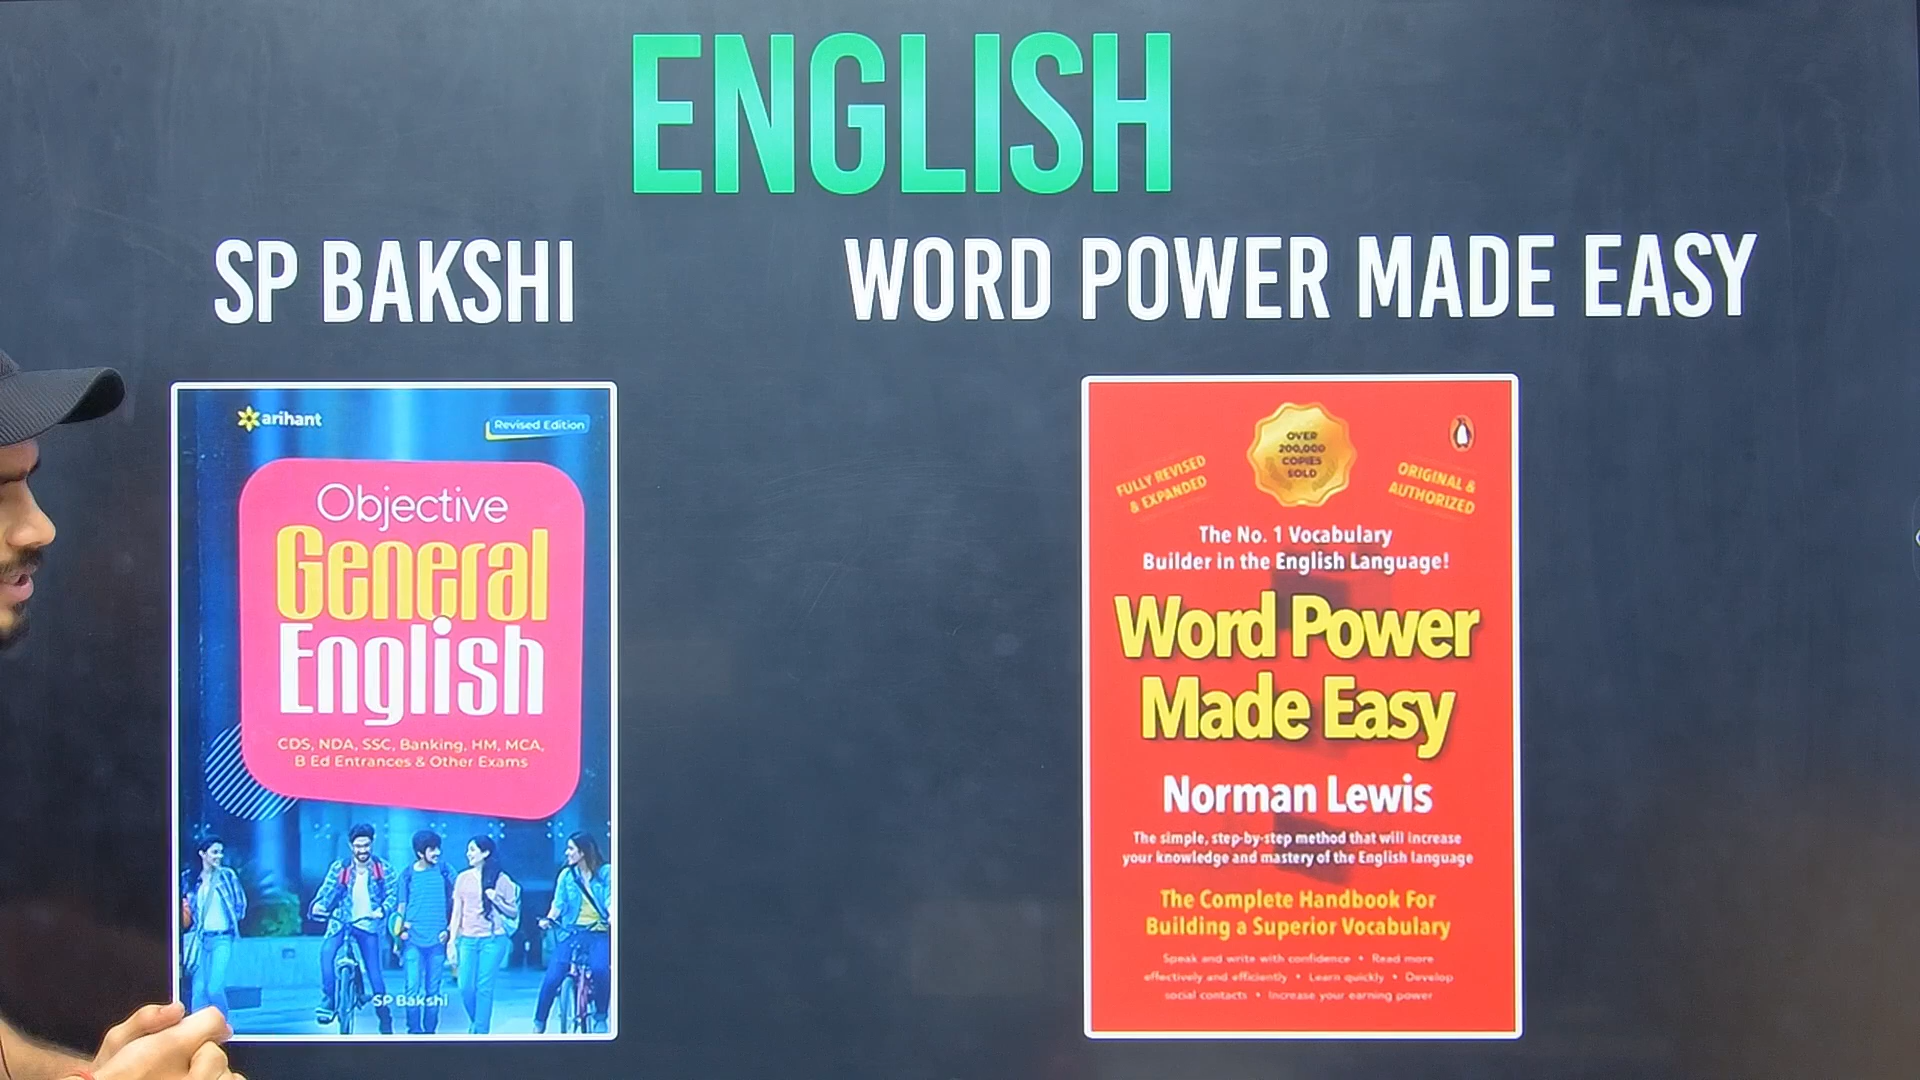 ENGLISH
SP BAKSHI
WORD POWER MADE EASY
arihant
Revised Edition
Objective
General
English
CDS, NDA, SSC, Banking, HM, MCA,
B Ed Entrances & Other Exams
SP Bakshi
OVER
200,000
COPIES
SOLD
FULLY REVISED
& EXPANDED
ORIGINAL &
AUTHORIZED
The No. 1 Vocabulary
Builder in the English Language!
Word Power
Made Easy
Norman Lewis
The simple, step-by-step method that will increase
your knowledge and mastery of the English language
The Complete Handbook For
Building a Superior Vocabulary
Speak and write with confidence • Read more
effectively and efficiently • Learn quickly • Develop
social contacts • Increase your earning power